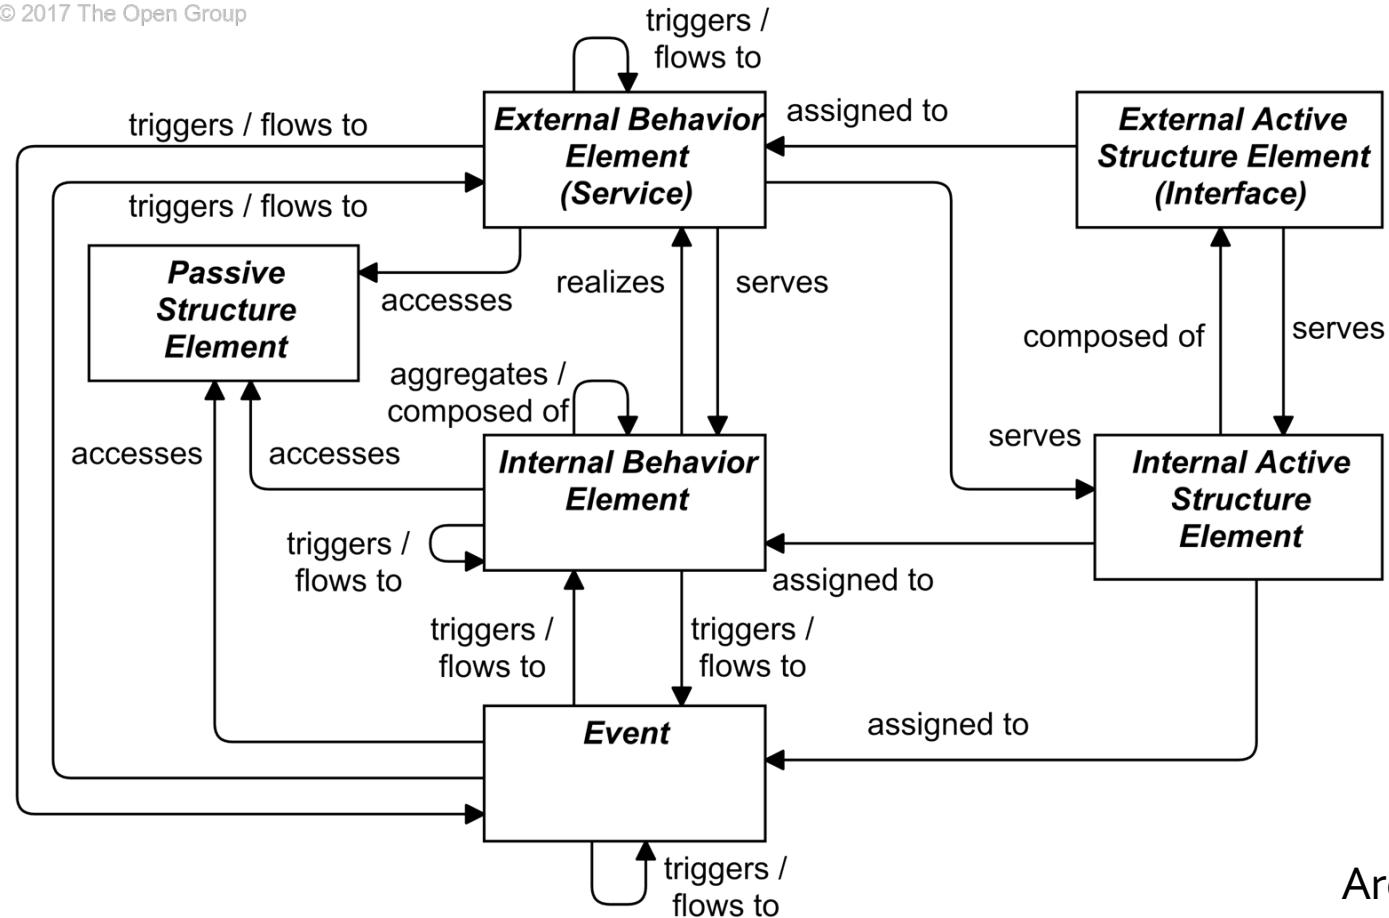 © 2017 The Open Group
triggers /
flows to
triggers / flows to
External Behavior
Element
(Service)
assigned to
External Active
Structure Element
(Interface)
triggers / flows to
Passive
Structure
Element
accesses
realizes
serves
composed of
serves
aggregates /
composed of
accesses
accesses
serves
Internal Behavior
Element
Internal Active
Structure
Element
triggers /
flows to
assigned to
triggers /
flows to
triggers /
flows to
Event
assigned to
triggers /
flows to